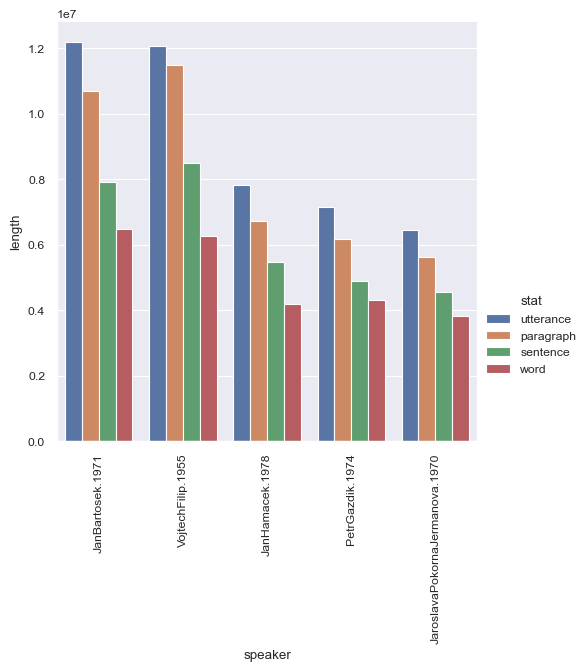 1e7
1.2
1.0
0.8
0.6
0.4
0.2
0.0
length
JanBartosek.1971
VojtechFilip.1955
JanHamacek.1978
PetrGazdik.1974
JaroslavaPokornaJermanova.1970
speaker
stat
utterance
paragraph
sentence
word